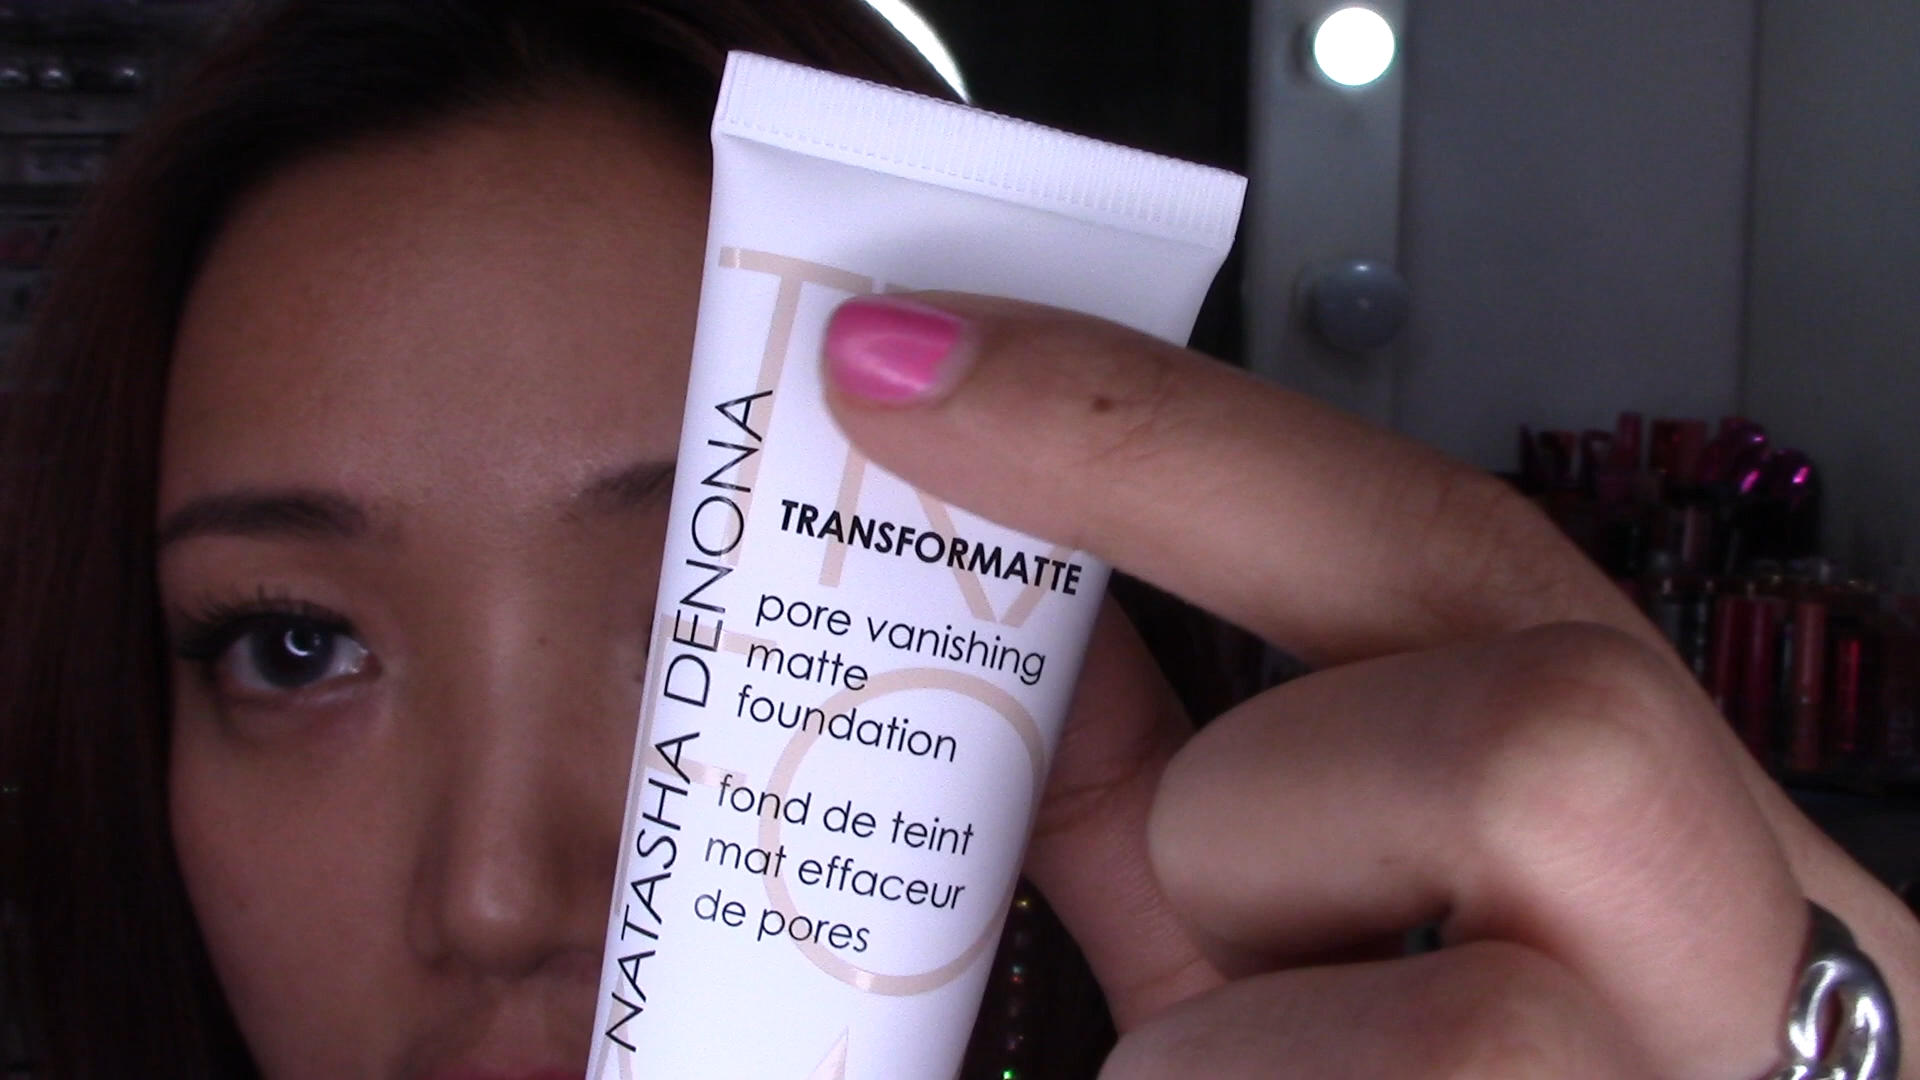 NATASHA DENONA
TRANSFORMATTE
pore vanishing
matte
foundation
fond de teint
mat effaceur
de pores